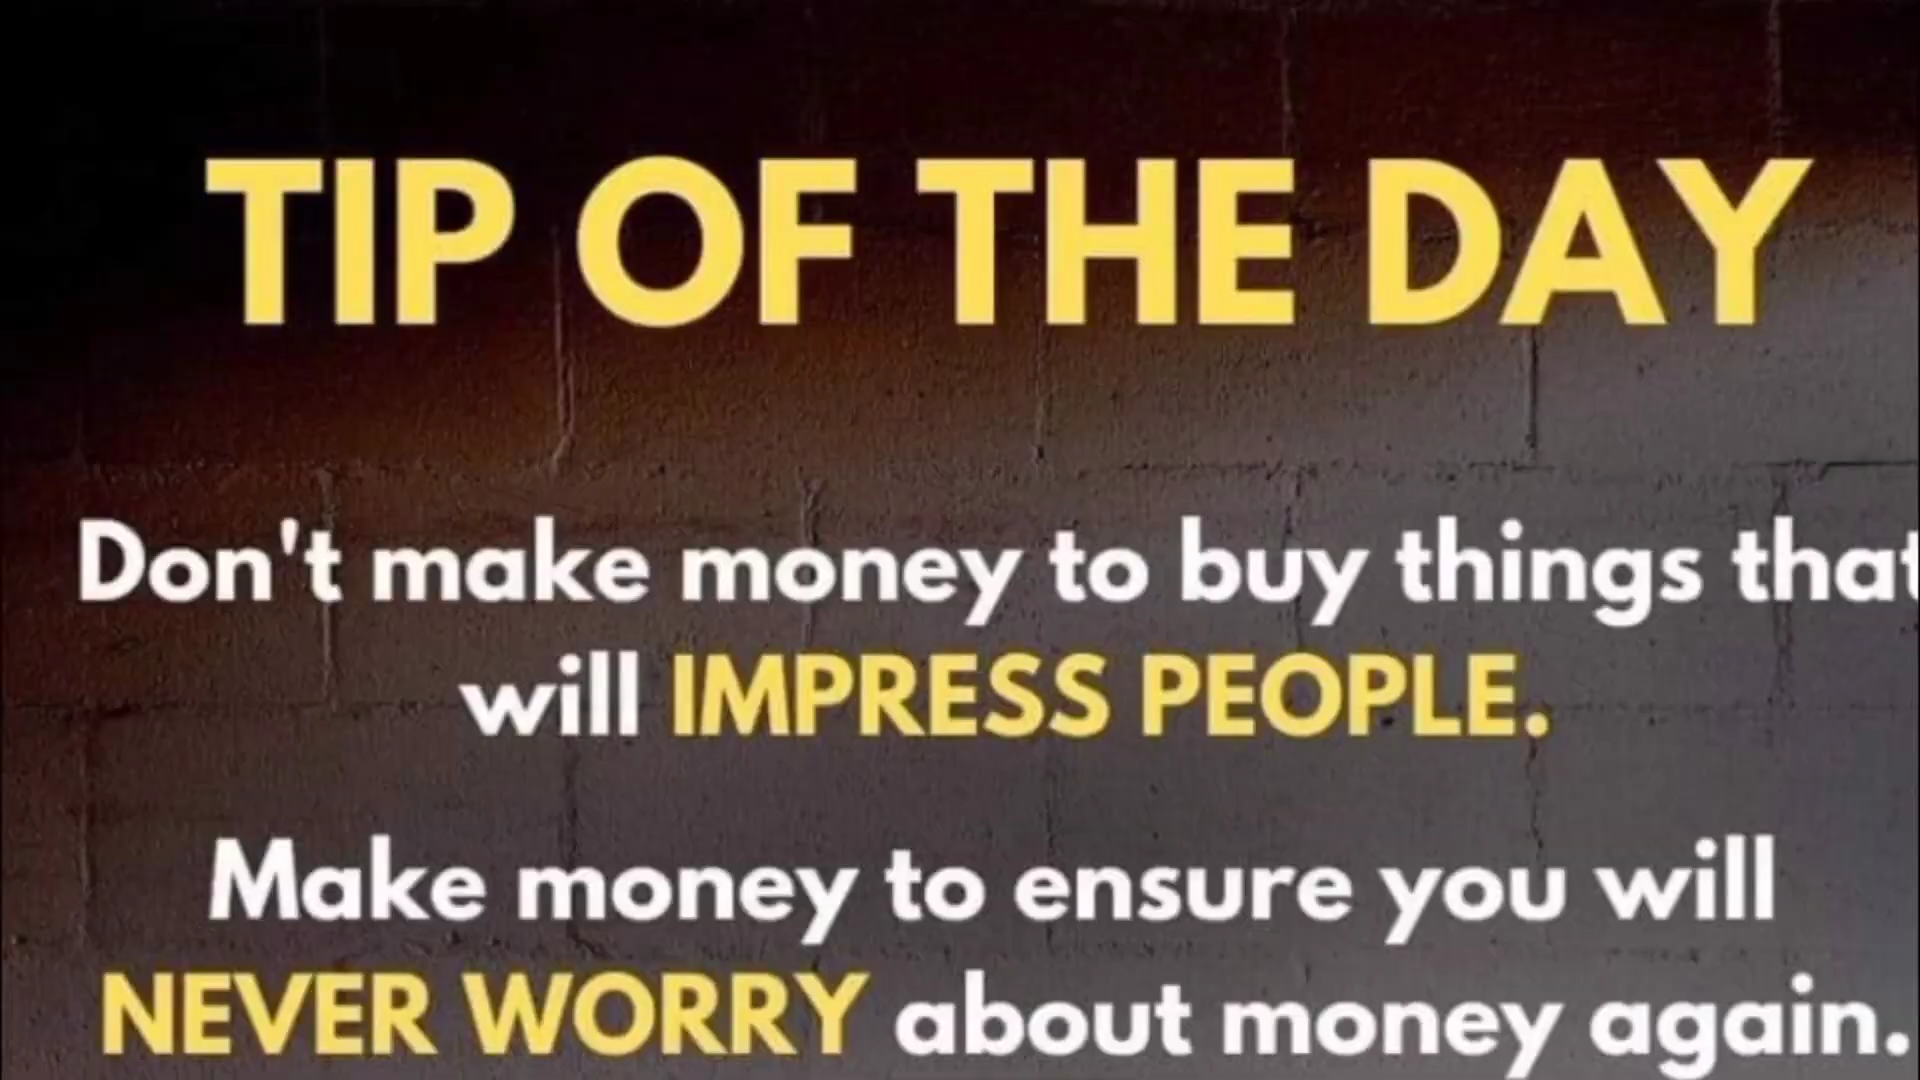 TIP OF THE DAY
Don't make money to buy things that
will IMPRESS PEOPLE.
Make money to ensure you will
NEVER WORRY about money again.